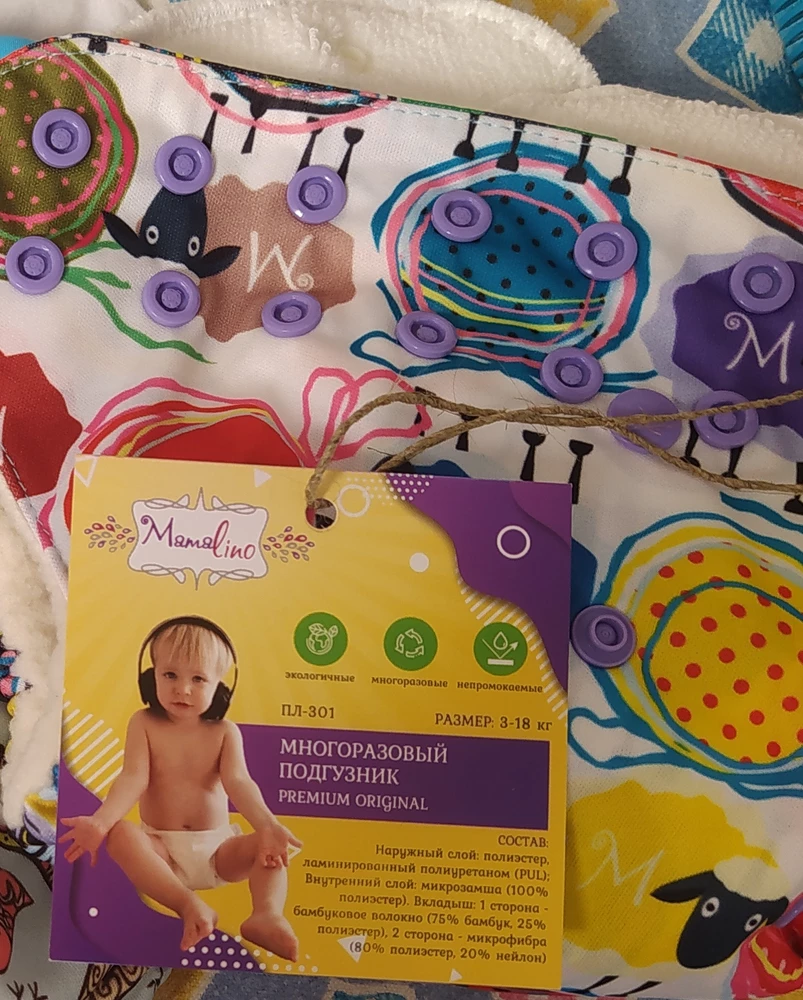 M
M
Mamalino
экологичные многоразовые непромокаемые
ПЛ-301 РАЗМЕР: 3-18 кг
МНОГОРАЗОВЫЙ
ПОДГУЗНИК
PREMIUM ORIGINAL
СОСТАВ:
Наружный слой: полиэстер,
ламинированный полиуретаном (PUL);
Внутренний слой: микрозамша (100%
полиэстер). Вкладыш: 1 сторона -
бамбуковое волокно (75% бамбук, 25%
полиэстер), 2 сторона - микрофибра
(80% полиэстер, 20% нейлон)
M